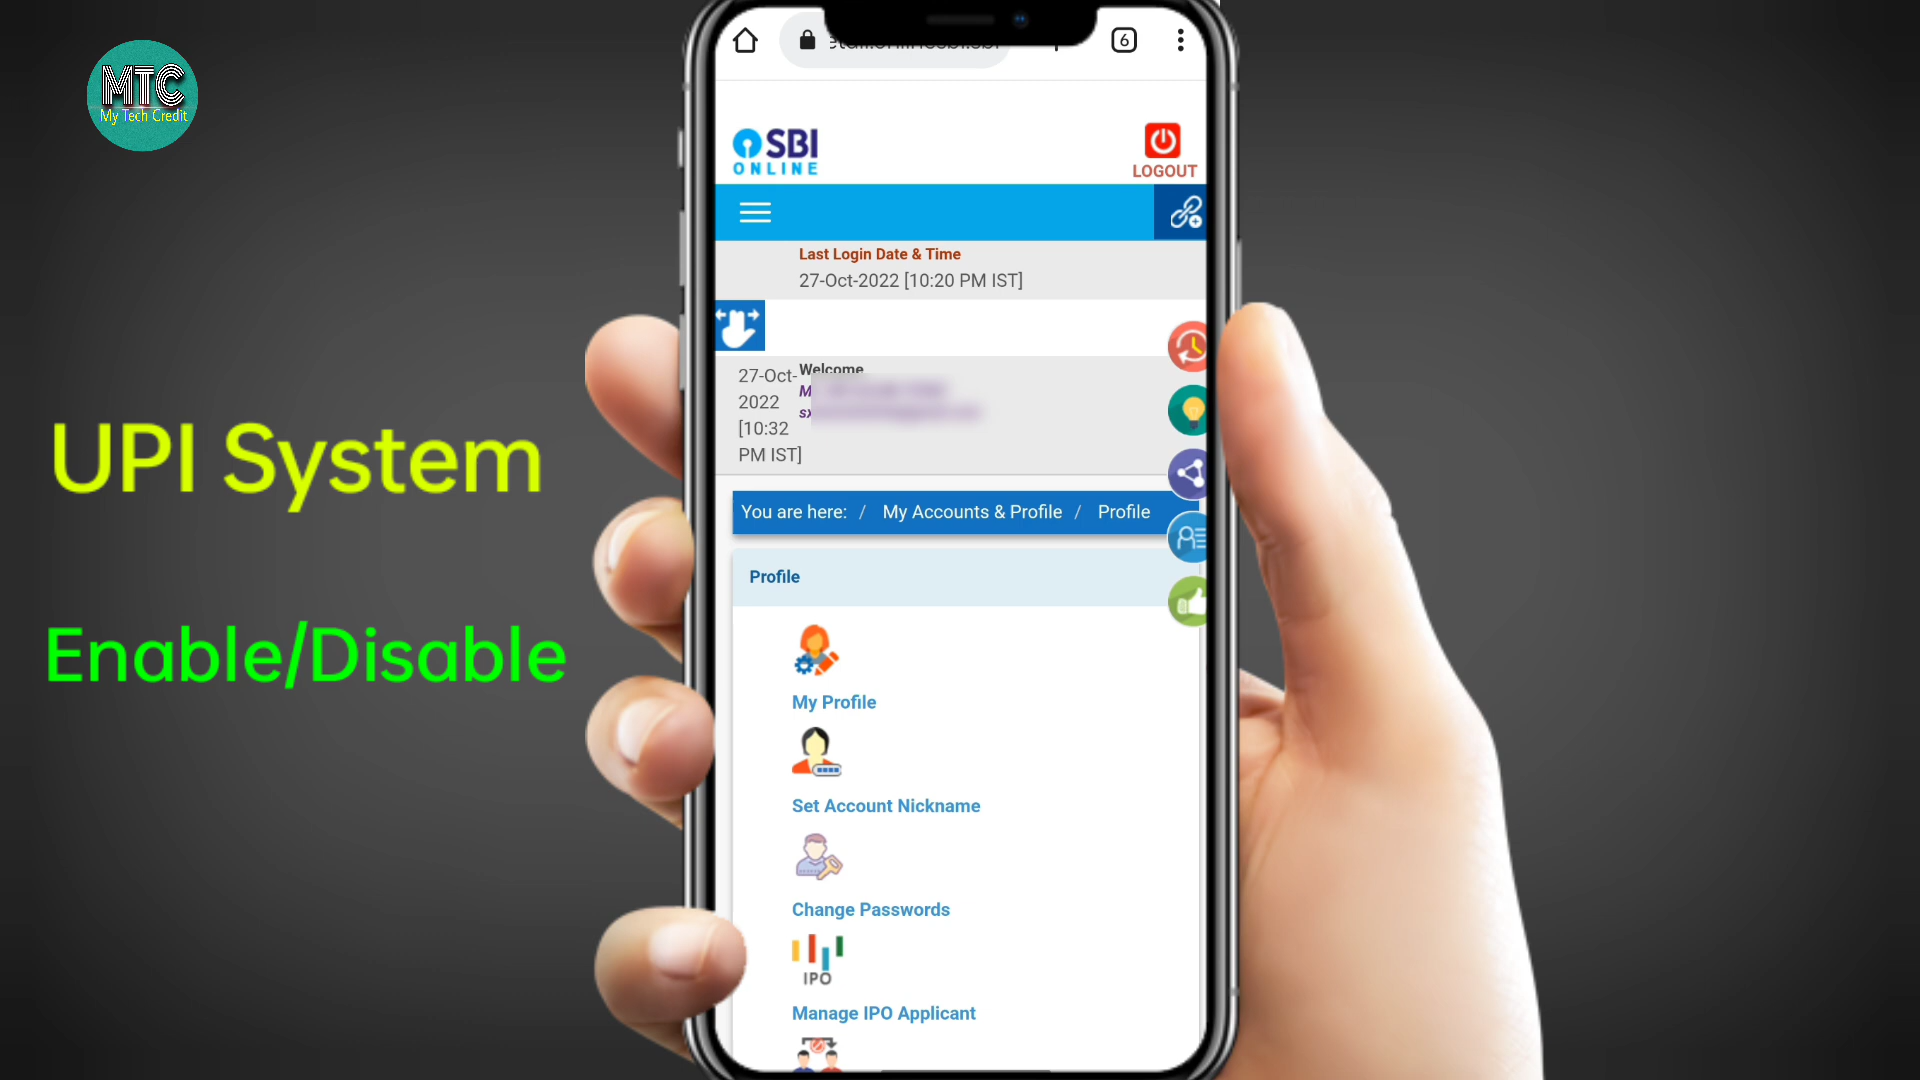 MTC
My Tech Credit
UPI System
Enable/Disable
6
SBI
ONLINE
LOGOUT
Last Login Date & Time
27-Oct-2022 [10:20 PM IST]
27-Oct-
2022
[10:32
PM IST]
Welcome
You are here: / My Accounts & Profile / Profile
Profile
My Profile
Set Account Nickname
Change Passwords
IPO
Manage IPO Applicant